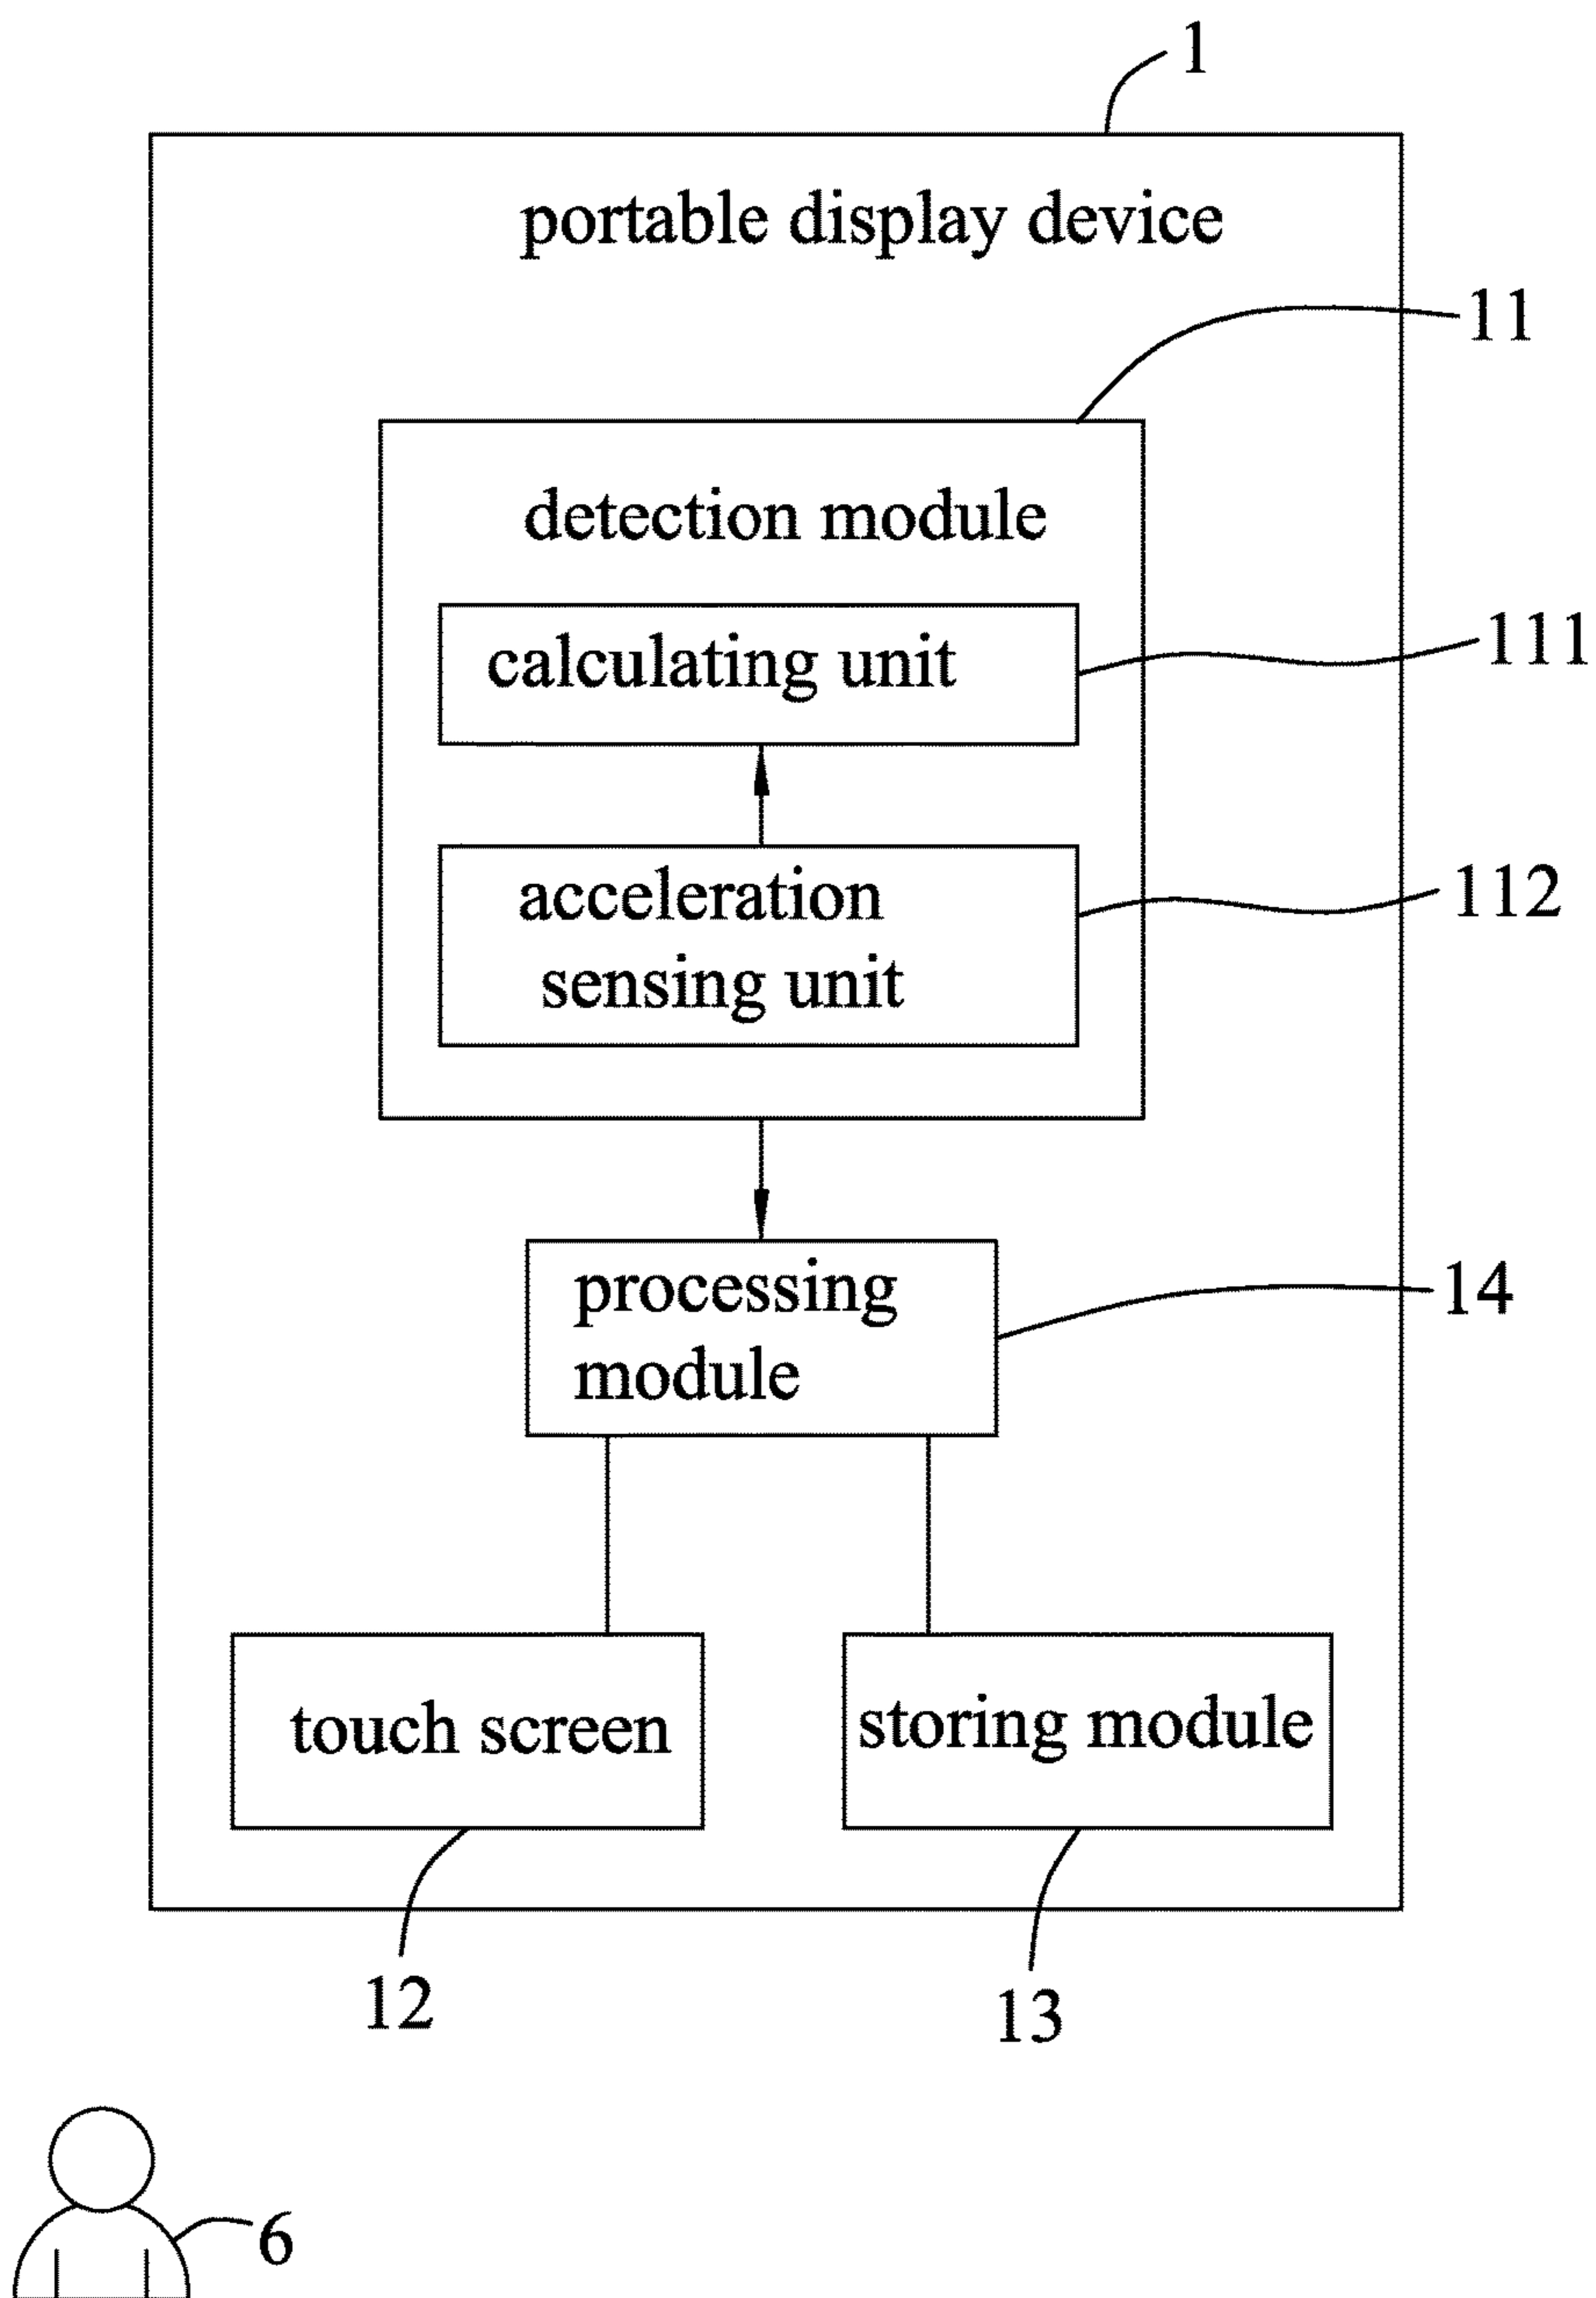 1
portable display device
11
detection module
calculating unit
111
acceleration
sensing unit
112
processing
module
14
touch screen
storing module
12
13
6